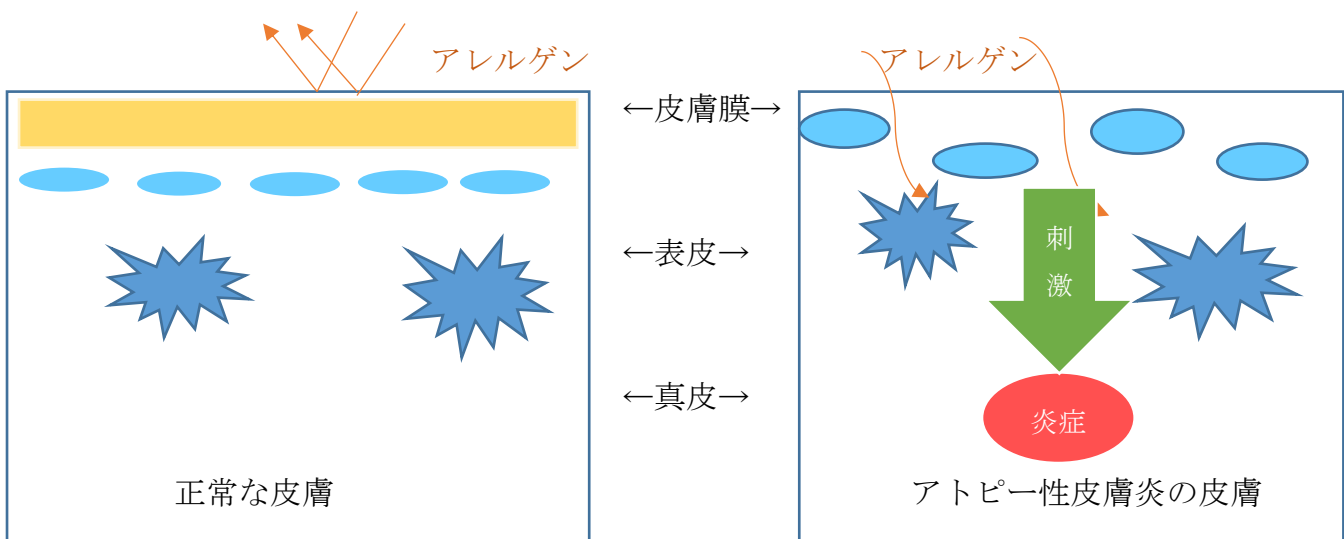 アレルゲン
アレルゲン
←皮膚膜→
←表皮→
刺
激
←真皮→
炎症
正常な皮膚
アトピー性皮膚炎の皮膚